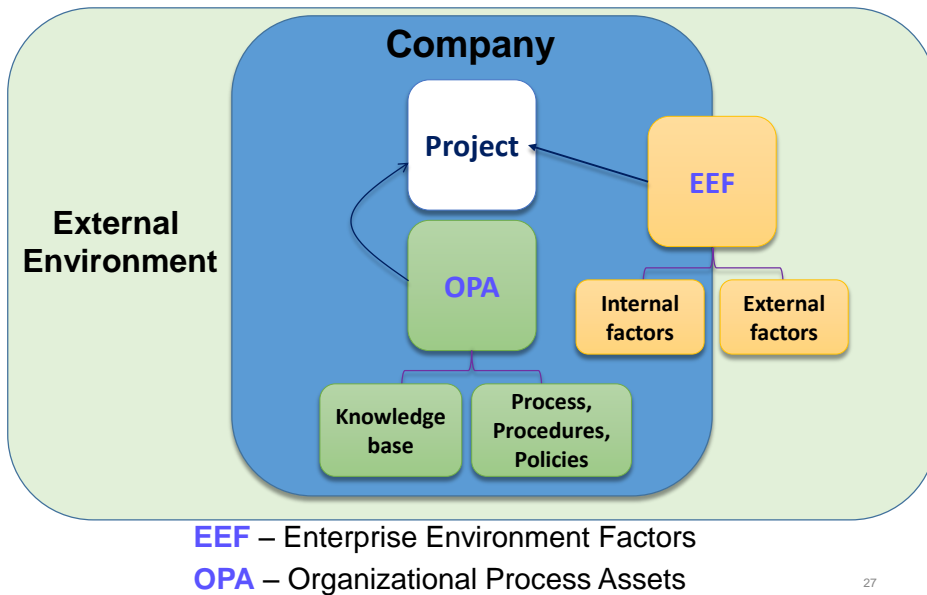 Company
Project
EEF
External
Environment
OPA
Internal
factors
External
factors
Knowledge
base
Process,
Procedures,
Policies
EEF – Enterprise Environment Factors
OPA – Organizational Process Assets
27